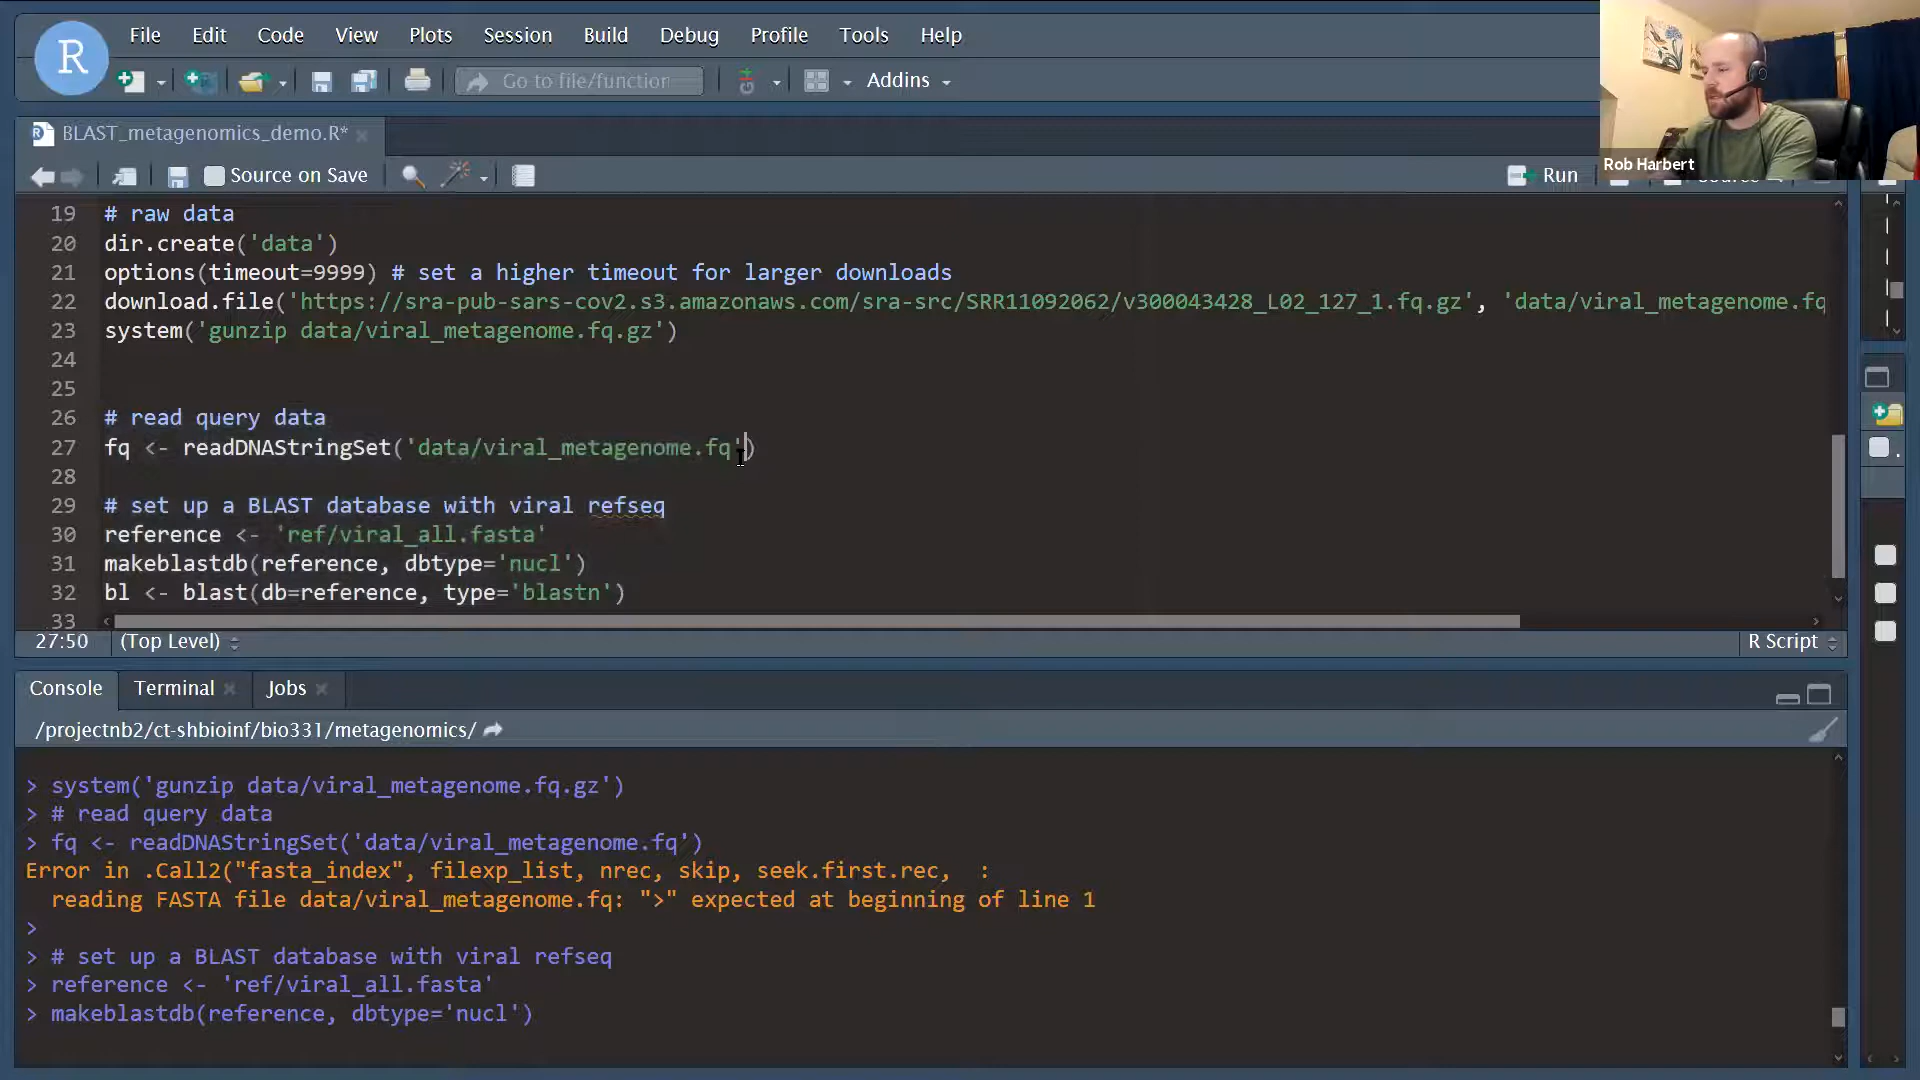 R File Edit Code View Plots Session Build Debug Profile Tools Help
Go to file/function Addins
BLAST_metagenomics_demo.R*
Source on Save Run
Rob Harbert
19 # raw data
20 dir.create('data')
21 options(timeout=9999) # set a higher timeout for larger downloads
22 download.file('https://sra-pub-sars-cov2.s3.amazonaws.com/sra-src/SRR11092062/v300043428_L02_127_1.fq.gz', 'data/viral_metagenome.fq
23 system('gunzip data/viral_metagenome.fq.gz')
24
25
26 # read query data
27 fq <- readDNAStringSet('data/viral_metagenome.fq')
28
29 # set up a BLAST database with viral refseq
30 reference <- 'ref/viral_all.fasta'
31 makeblastdb(reference, dbtype='nucl')
32 bl <- blast(db=reference, type='blastn')
33
27:50 (Top Level) R Script
Console Terminal Jobs
/projectnb2/ct-shbioinf/bio331/metagenomics/
> system('gunzip data/viral_metagenome.fq.gz')
> # read query data
> fq <- readDNAStringSet('data/viral_metagenome.fq')
Error in .Call2("fasta_index", filexp_list, nrec, skip, seek.first.rec,  :
  reading FASTA file data/viral_metagenome.fq: ">" expected at beginning of line 1
>
> # set up a BLAST database with viral refseq
> reference <- 'ref/viral_all.fasta'
> makeblastdb(reference, dbtype='nucl')